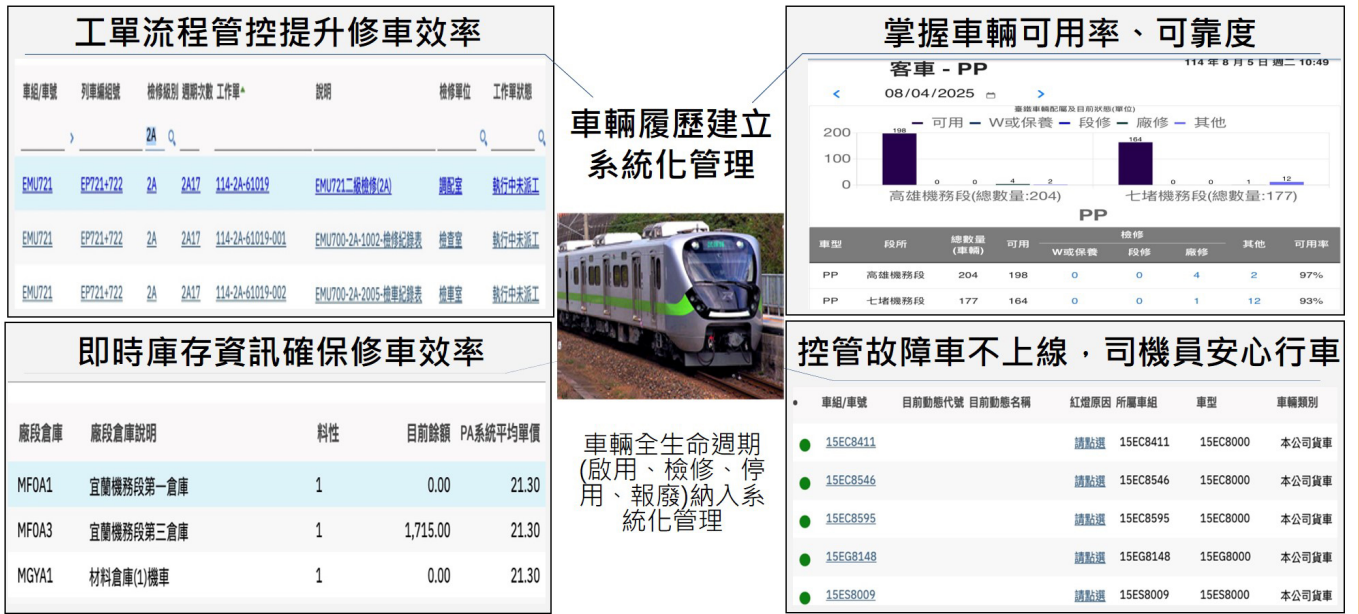 工單流程管控提升修車效率
車組/車號 列車編組號 檢修級別 週期次數 工作單 說明 檢修單位 工作單狀態
2A
EMU721 EP721+722 2A 2A17 114-2A-61019 EMU721二級檢修(2A) 調配室 執行中未派工
EMU721 EP721+722 2A 2A17 114-2A-61019-001 EMU700-2A-1002-檢修紀錄表 檢查室 執行中未派工
EMU721 EP721+722 2A 2A17 114-2A-61019-002 EMU700-2A-2005-檢車紀錄表 檢車室 執行中未派工
車輛履歷建立
系統化管理
掌握車輛可用率、可靠度
客車 - PP
114 年 8 月 5 日 週二 10:49
08/04/2025
臺鐵車輛配屬及目前狀態(單位)
可用 W或保養 段修 廠修 其他
200
100
0
198 0 0 4 2
164 0 0 1 12
高雄機務段(總數量:204) 七堵機務段(總數量:177)
PP
車型 段所 總數量(車輛) 可用 檢修 其他 可用率
W或保養 段修 廠修
PP 高雄機務段 204 198 0 0 4 2 97%
PP 七堵機務段 177 164 0 0 1 12 93%
即時庫存資訊確保修車效率
廠段倉庫 廠段倉庫說明 料性 目前餘額 PA系統平均單價
MF0A1 宜蘭機務段第一倉庫 1 0.00 21.30
MF0A3 宜蘭機務段第三倉庫 1 1,715.00 21.30
MGYA1 材料倉庫(1)機車 1 0.00 21.30
車輛全生命週期
(啟用、檢修、停
用、報廢)納入系
統化管理
控管故障車不上線，司機員安心行車
車組/車號 目前動態代號 目前動態名稱 紅燈原因 所屬車組 車型 車輛類別
15EC8411 請點選 15EC8411 15EC8000 本公司貨車
15EC8546 請點選 15EC8546 15EC8000 本公司貨車
15EC8595 請點選 15EC8595 15EC8000 本公司貨車
15EG8148 請點選 15EG8148 15EG8000 本公司貨車
15ES8009 請點選 15ES8009 15ES8000 本公司貨車